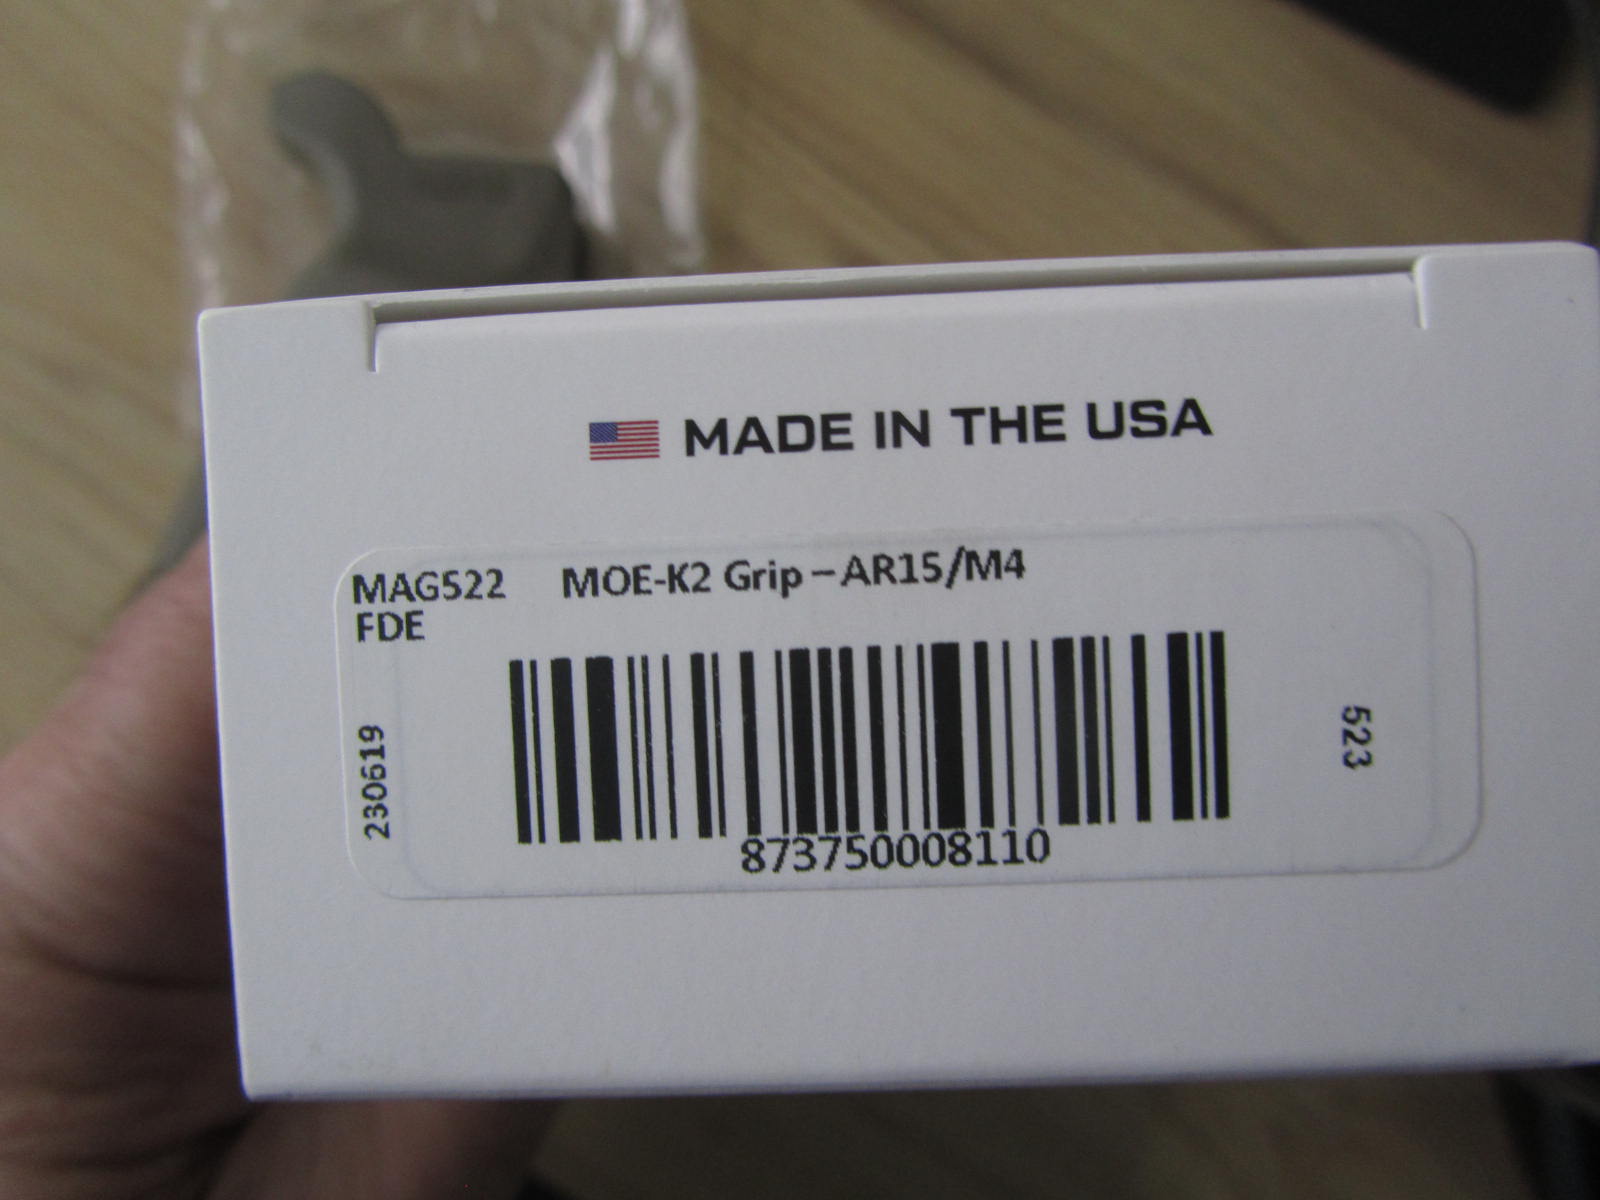 MADE IN THE USA
MAG522 MOE-K2 Grip – AR15/M4
FDE
230619
523
873750008110